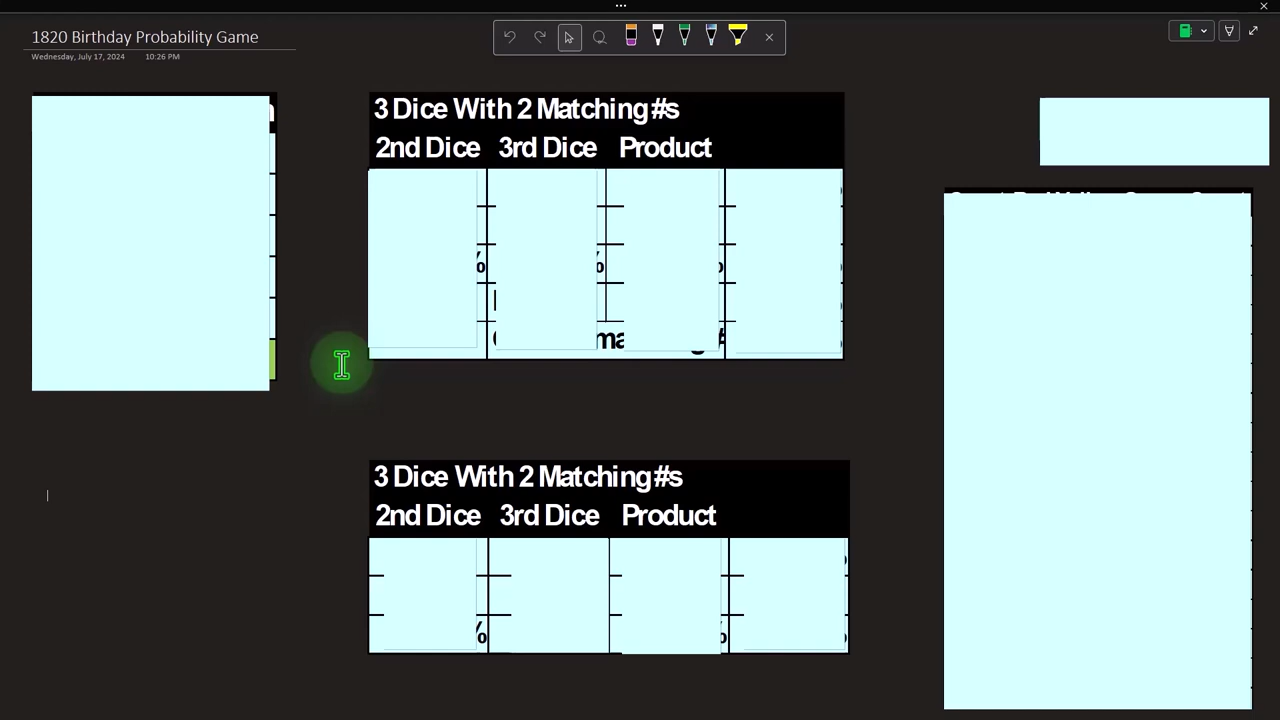 1820 Birthday Probability Game
Wednesday, July 17, 2024 10:26 PM
3 Dice With 2 Matching #s
2nd Dice 3rd Dice Product
% %
3 Dice With 2 Matching #s
2nd Dice 3rd Dice Product
%